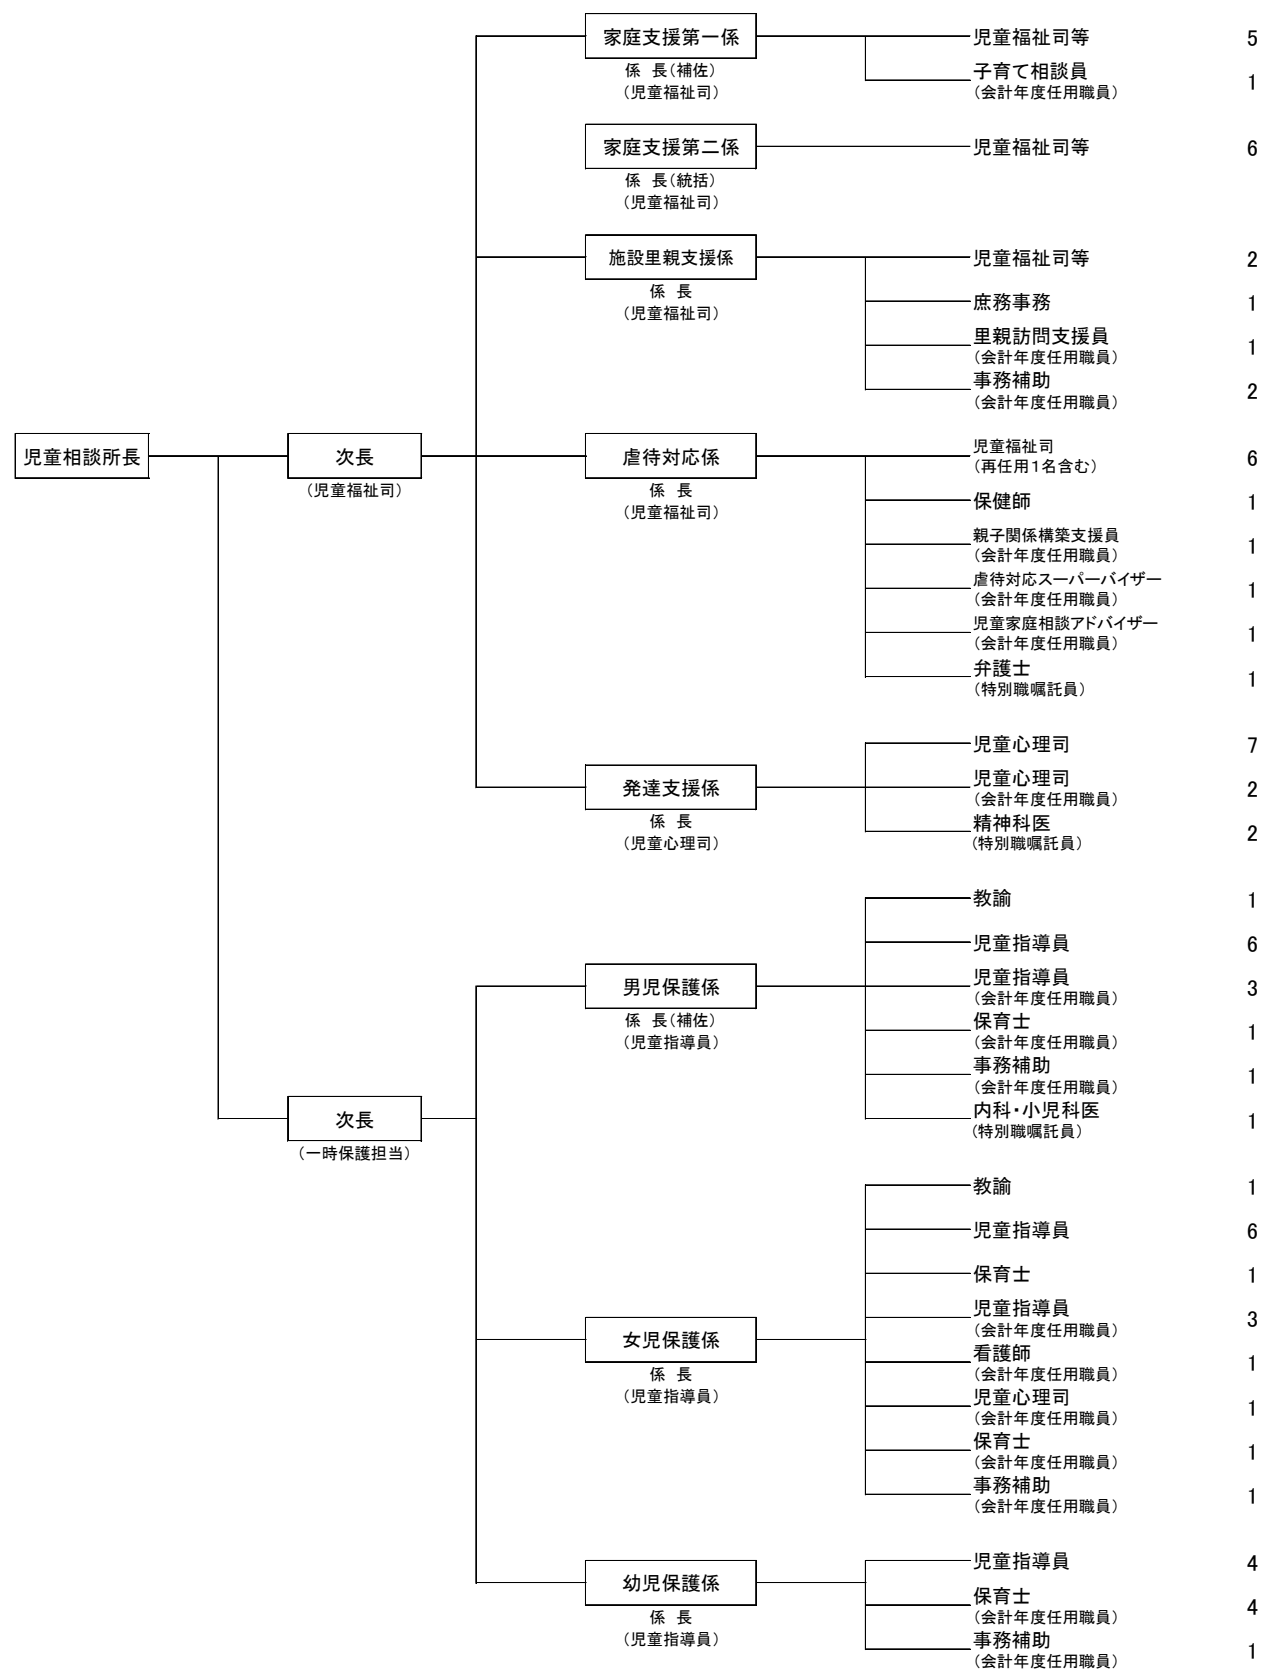 家庭支援第一係
係 長(補佐)
(児童福祉司)
児童福祉司等 5
子育て相談員
(会計年度任用職員)
1
家庭支援第二係
係 長(統括)
(児童福祉司)
児童福祉司等 6
施設里親支援係
係 長
(児童福祉司)
児童福祉司等 2
庶務事務 1
里親訪問支援員
(会計年度任用職員)
1
事務補助
(会計年度任用職員)
2
児童相談所長
次長
(児童福祉司)
虐待対応係
係 長
(児童福祉司)
児童福祉司
(再任用1名含む)
6
保健師 1
親子関係構築支援員
(会計年度任用職員)
1
虐待対応スーパーバイザー
(会計年度任用職員)
1
児童家庭相談アドバイザー
(会計年度任用職員)
1
弁護士
(特別職嘱託員)
1
発達支援係
係 長
(児童心理司)
児童心理司 7
児童心理司
(会計年度任用職員)
2
精神科医
(特別職嘱託員)
2
次長
(一時保護担当)
男児保護係
係 長(補佐)
(児童指導員)
教諭 1
児童指導員 6
児童指導員
(会計年度任用職員)
3
保育士
(会計年度任用職員)
1
事務補助
(会計年度任用職員)
1
内科・小児科医
(特別職嘱託員)
1
女児保護係
係 長
(児童指導員)
教諭 1
児童指導員 6
保育士 1
児童指導員
(会計年度任用職員)
3
看護師
(会計年度任用職員)
1
児童心理司
(会計年度任用職員)
1
保育士
(会計年度任用職員)
1
事務補助
(会計年度任用職員)
1
幼児保護係
係 長
(児童指導員)
児童指導員 4
保育士
(会計年度任用職員)
4
事務補助
(会計年度任用職員)
1